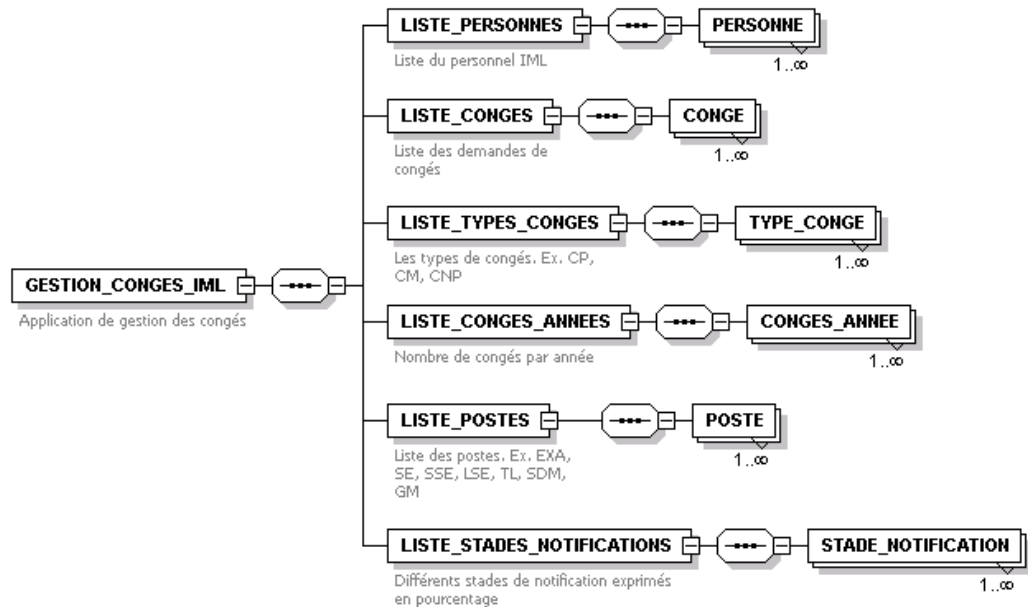 LISTE_PERSONNES
PERSONNE
Liste du personnel IML
1..∞
LISTE_CONGES
CONGE
Liste des demandes de
congés
1..∞
LISTE_TYPES_CONGES
TYPE_CONGE
Les types de congés. Ex. CP,
CM, CNP
1..∞
GESTION_CONGES_IML
Application de gestion des congés
LISTE_CONGES_ANNEES
CONGES_ANNEE
Nombre de congés par année
1..∞
LISTE_POSTES
POSTE
Liste des postes. Ex. EXA,
SE, SSE, LSE, TL, SDM,
GM
1..∞
LISTE_STADES_NOTIFICATIONS
STADE_NOTIFICATION
Différents stades de notification exprimés
en pourcentage
1..∞